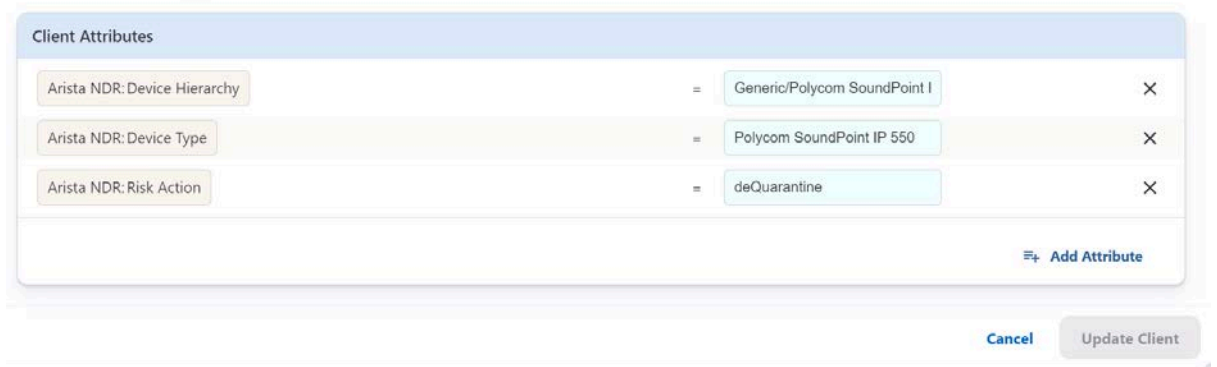 Client Attributes
Arista NDR:Device Hierarchy = Generic/Polycom SoundPoint I
Arista NDR:Device Type = Polycom SoundPoint IP 550
Arista NDR:Risk Action = deQuarantine
Add Attribute
Cancel Update Client